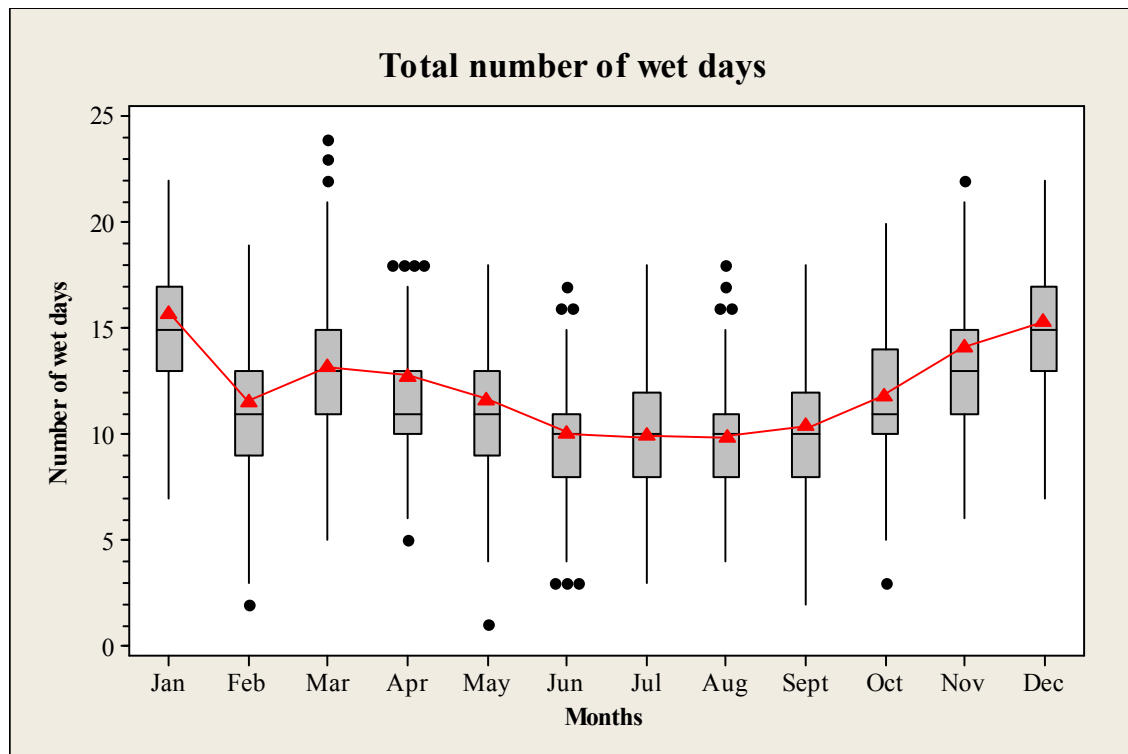 Total number of wet days
25
20
15
10
5
0
Number of wet days
Jan Feb Mar Apr May Jun Jul Aug Sept Oct Nov Dec
Months